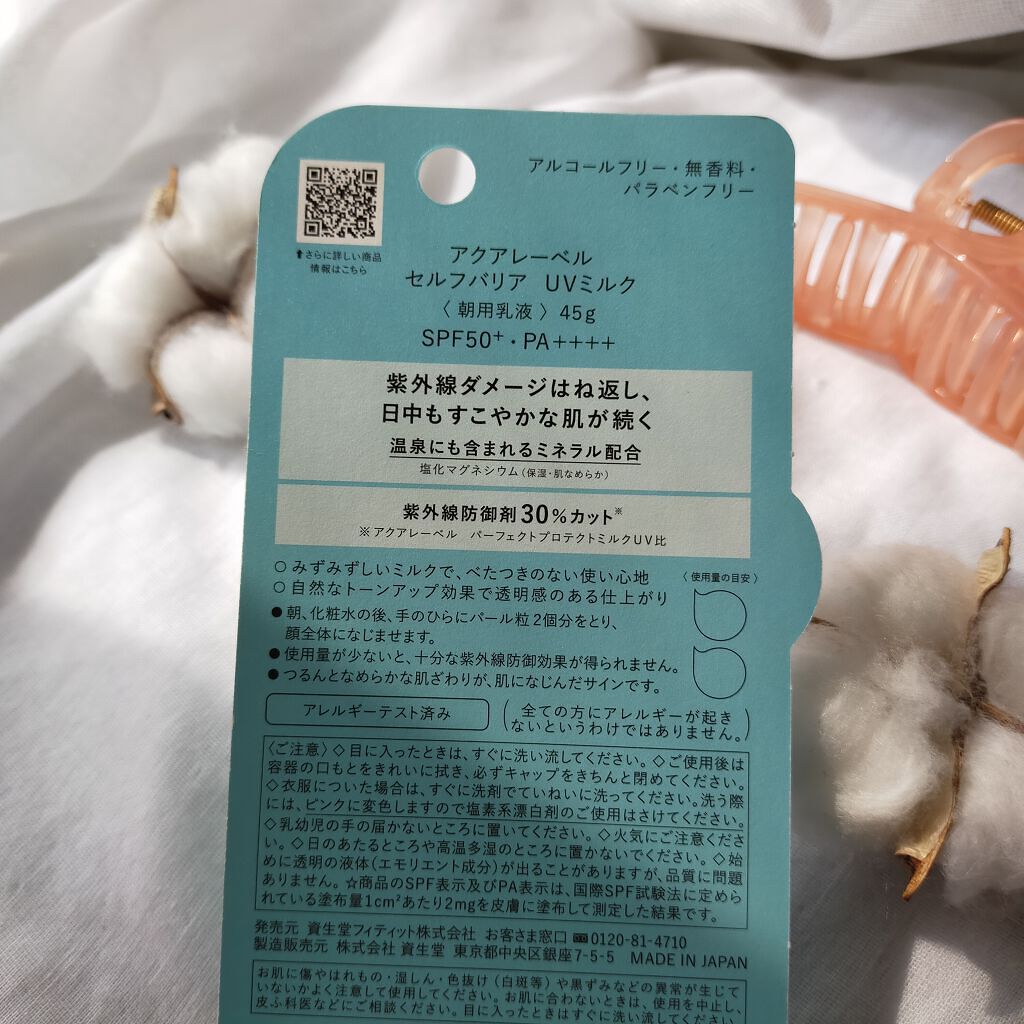 アルコールフリー・無香料・
パラベンフリー
⬆さらに詳しい商品
情報はこちら
アクアレーベル
セルフバリア UVミルク
〈 朝用乳液 〉 45g
SPF50+・PA++++
紫外線ダメージはね返し、
日中もすこやかな肌が続く
温泉にも含まれるミネラル配合
塩化マグネシウム(保湿・肌なめらか)
紫外線防御剤30%カット※
※アクアレーベル パーフェクトプロテクトミルクUV比
○ みずみずしいミルクで、べたつきのない使い心地
○ 自然なトーンアップ効果で透明感のある仕上がり
〈 使用量の目安 〉
● 朝、化粧水の後、手のひらにパール粒2個分をとり、
顔全体になじませます。
● 使用量が少ないと、十分な紫外線防御効果が得られません。
● つるんとなめらかな肌ざわりが、肌になじんだサインです。
アレルギーテスト済み
(全ての方にアレルギーが起き
ないというわけではありません。)
〈ご注意〉◇目に入ったときは、すぐに洗い流してください。◇ご使用後は
容器の口もとをきれいに拭き、必ずキャップをきちんと閉めてください。
◇衣服についた場合は、すぐに洗剤でていねいに洗ってください。洗う際
には、ピンクに変色しますので塩素系漂白剤のご使用はさけてください。
◇乳幼児の手の届かないところに置いてください。◇火気にご注意くださ
い。◇日のあたるところや高温多湿のところに置かないでください。◇始
めに透明の液体(エモリエント成分)が出ることがありますが、品質に問題
ありません。☆商品のSPF表示及びPA表示は、国際SPF試験法に定めら
れている塗布量1cm²あたり2mgを皮膚に塗布して測定した結果です。
発売元 資生堂フィティット株式会社 お客さま窓口 0120-81-4710
製造販売元 株式会社 資生堂 東京都中央区銀座7-5-5 MADE IN JAPAN
お肌に傷やはれもの・湿しん・色抜け(白斑等)や黒ずみなどの異常が生じて
いないかよく注意して使用してください。お肌に合わないときは、使用を中止し、
皮ふ科医などにご相談ください。目に入ったときはすぐに洗い流してください。